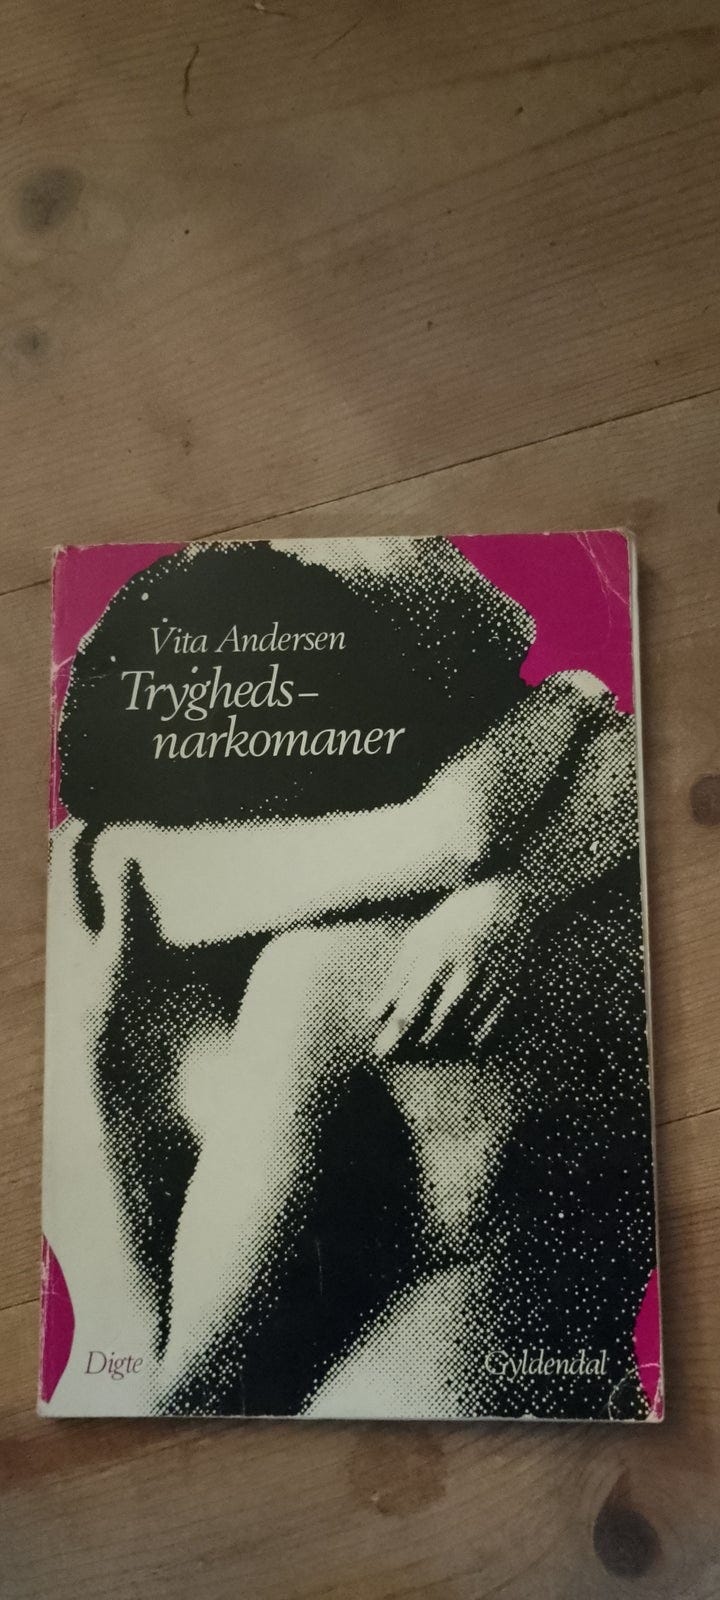 Vita Andersen
Trygheds-
narkomaner
Digte
Gyldendal